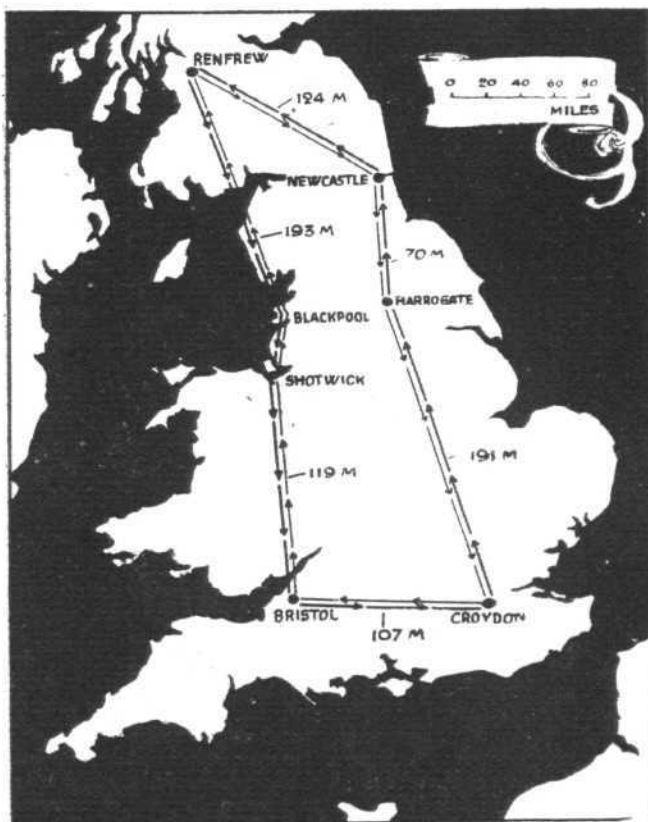 RENFREW
0 20 40 60 80
MILES
124 M
NEWCASTLE
193 M
70 M
HARROGATE
BLACKPOOL
SHOTWICK
191 M
119 M
BRISTOL
CROYDON
107 M